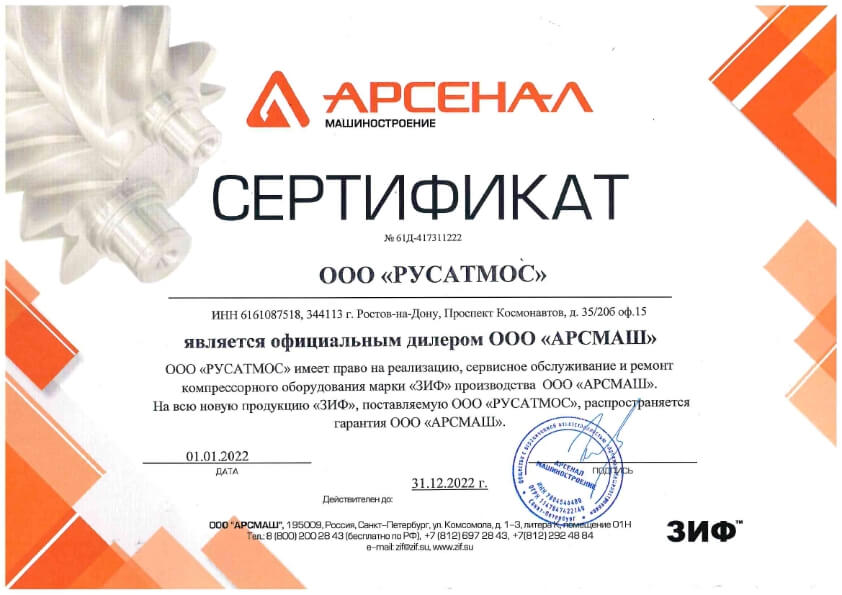 АРСЕНАЛ
МАШИНОСТРОЕНИЕ
СЕРТИФИКАТ
№ 61Д-417311222
ООО «РУСАТМОС»
ИНН 6161087518, 344113 г. Ростов-на-Дону, Проспект Космонавтов, д. 35/20б оф.15
является официальным дилером ООО «АРСМАШ»
ООО «РУСАТМОС» имеет право на реализацию, сервисное обслуживание и ремонт
компрессорного оборудования марки «ЗИФ» производства ООО «АРСМАШ».
На всю новую продукцию «ЗИФ», поставляемую ООО «РУСАТМОС», распространяется
гарантия ООО «АРСМАШ».
01.01.2022
ДАТА
ПОДПИСЬ
АРСЕНАЛ
МАШИНОСТРОЕНИЕ
Санкт-Петербург
31.12.2022 г.
Действителен до:
ООО "АРСМАШ", 195009, Россия, Санкт-Петербург, ул. Комсомола, д. 1-3, литера К, помещение 01Н
Тел.: 8 (800) 200 28 43 (бесплатно по РФ), +7 (812) 697 28 43, +7(812) 292 48 84
e-mail: zif@zif.su, www.zif.su
ЗИФ™